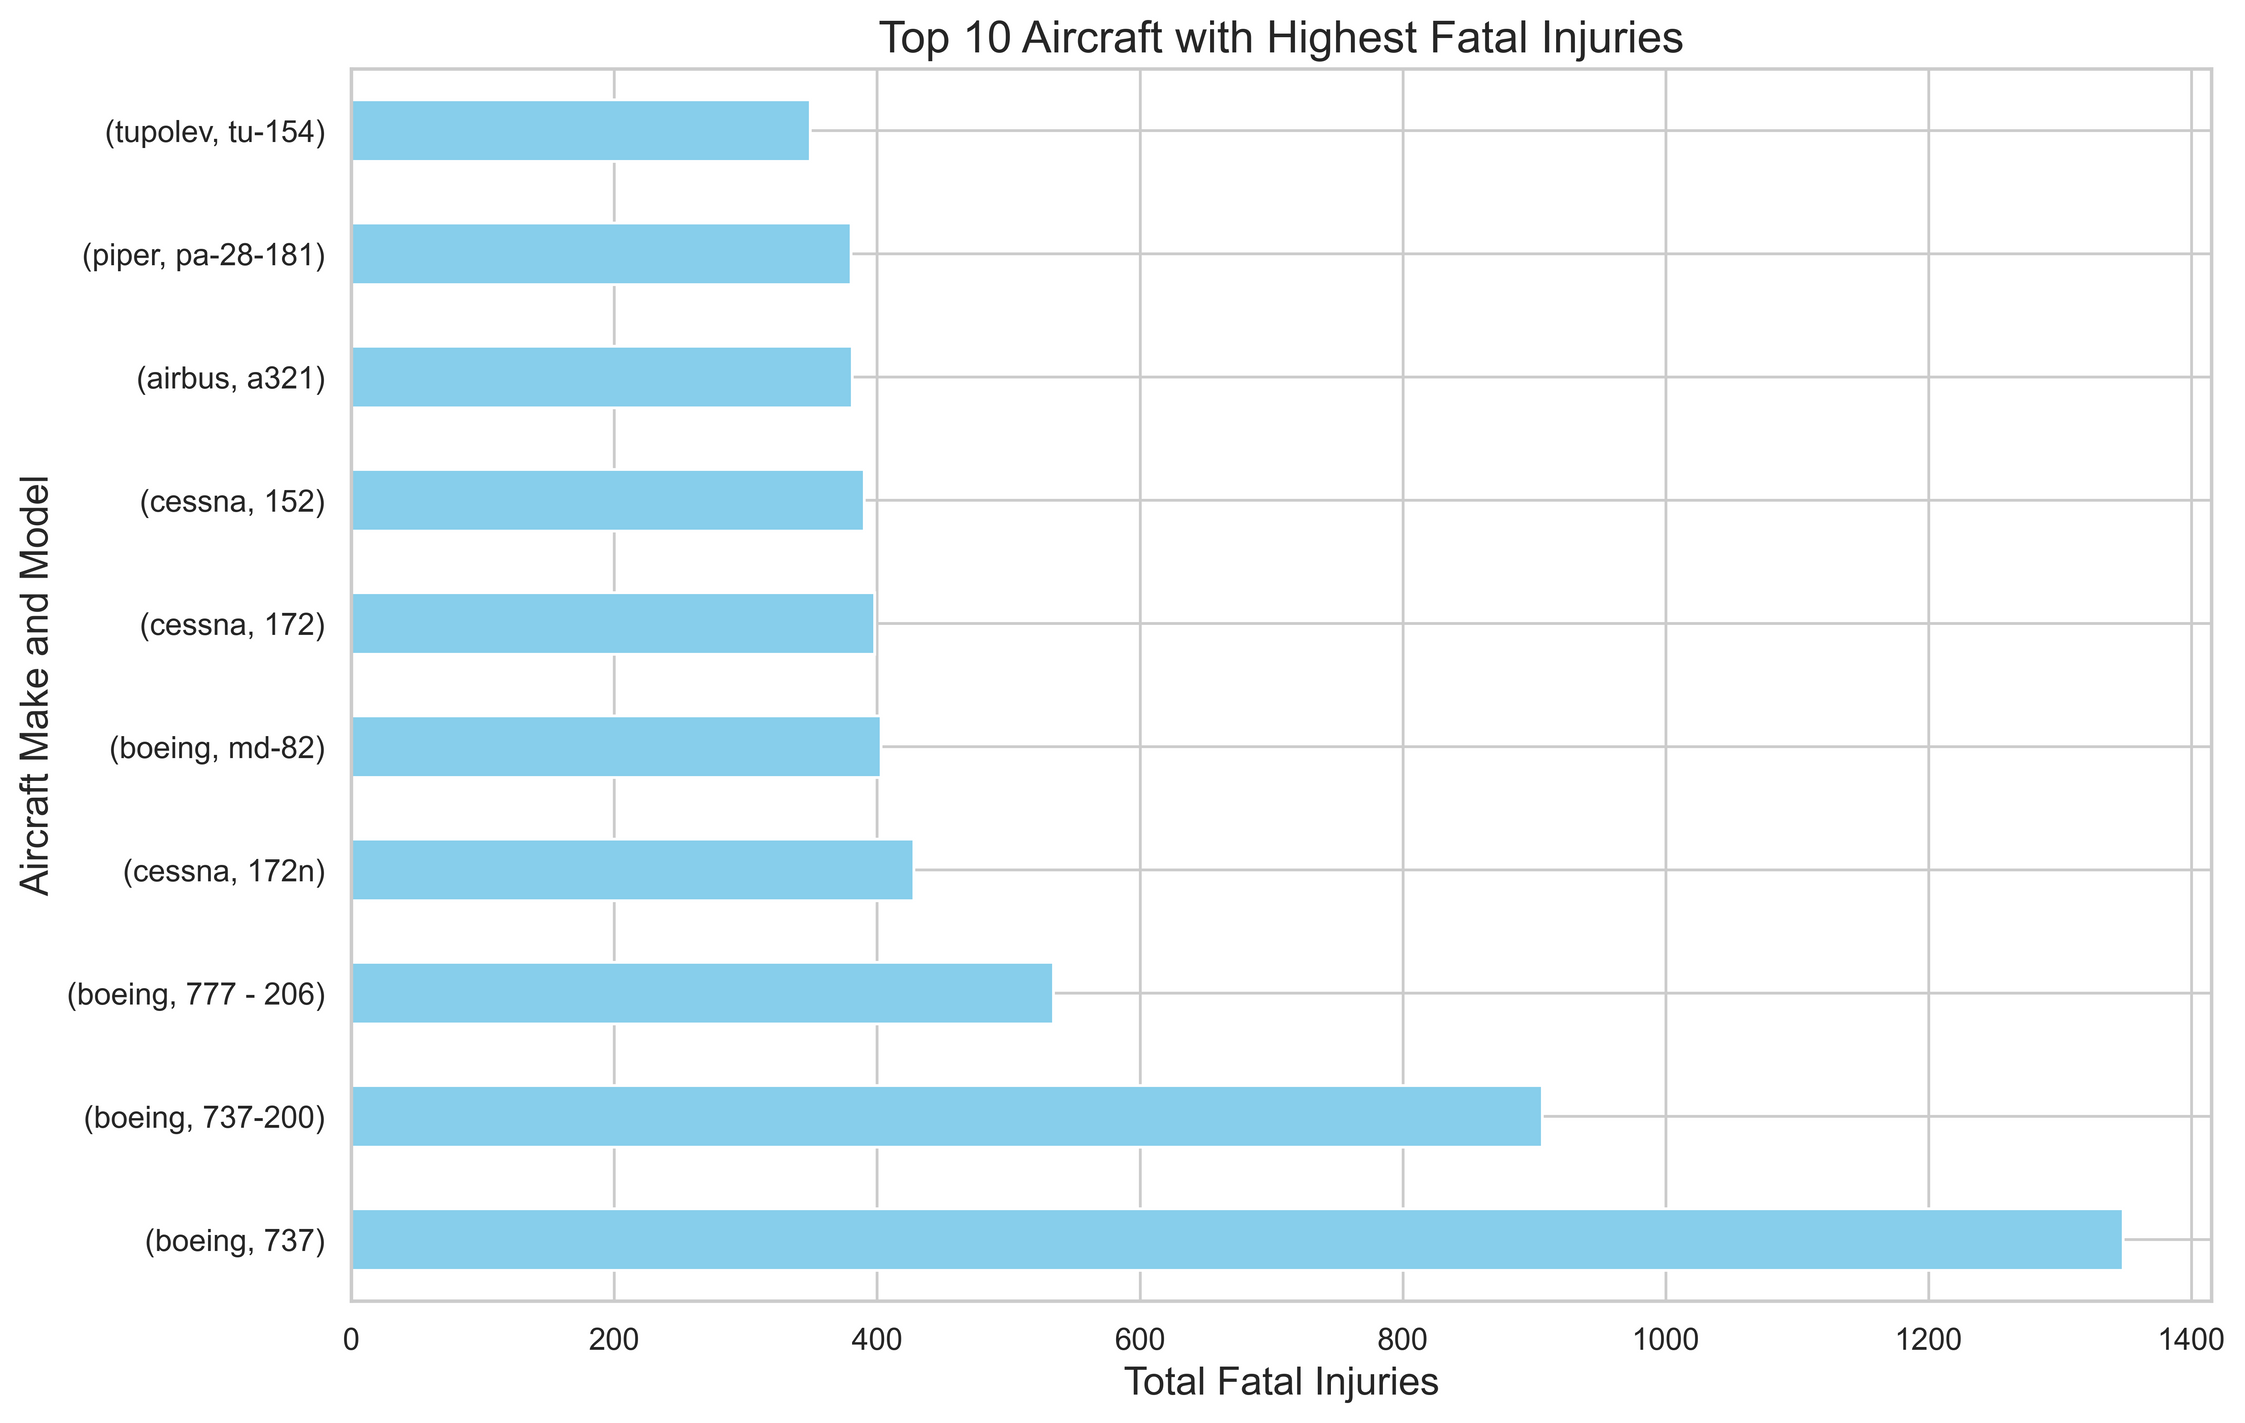 Top 10 Aircraft with Highest Fatal Injuries
Aircraft Make and Model
(tupolev, tu-154)
(piper, pa-28-181)
(airbus, a321)
(cessna, 152)
(cessna, 172)
(boeing, md-82)
(cessna, 172n)
(boeing, 777 - 206)
(boeing, 737-200)
(boeing, 737)
0 200 400 600 800 1000 1200 1400
Total Fatal Injuries